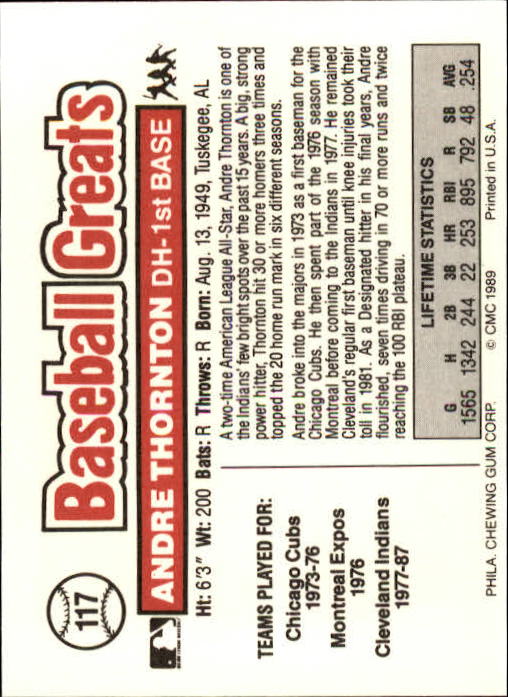 117
Baseball Greats
ANDRE THORNTON DH-1st BASE
Ht: 6'3" Wt: 200 Bats: R Throws: R Born: Aug. 13, 1949, Tuskegee, AL
TEAMS PLAYED FOR:
Chicago Cubs
1973-76
Montreal Expos
1976
Cleveland Indians
1977-87
A two-time American League All-Star, Andre Thornton is one of
the Indians' few bright spots over the past 15 years. A big, strong
power hitter, Thornton hit 30 or more homers three times and
topped the 20 home run mark in six different seasons.
Andre broke into the majors in 1973 as a first baseman for the
Chicago Cubs. He then spent part of the 1976 season with
Montreal before coming to the Indians in 1977. He remained
Cleveland's regular first baseman until knee injuries took their
toll in 1961. As a Designated hitter in his final years, Andre
flourished, seven times driving in 70 or more runs and twice
reaching the 100 RBI plateau.
LIFETIME STATISTICS
G H 2B 3B HR RBI R SB AVG
1565 1342 244 22 253 895 792 48 .254
PHILA. CHEWING GUM CORP. © CMC 1989 Printed in U.S.A.